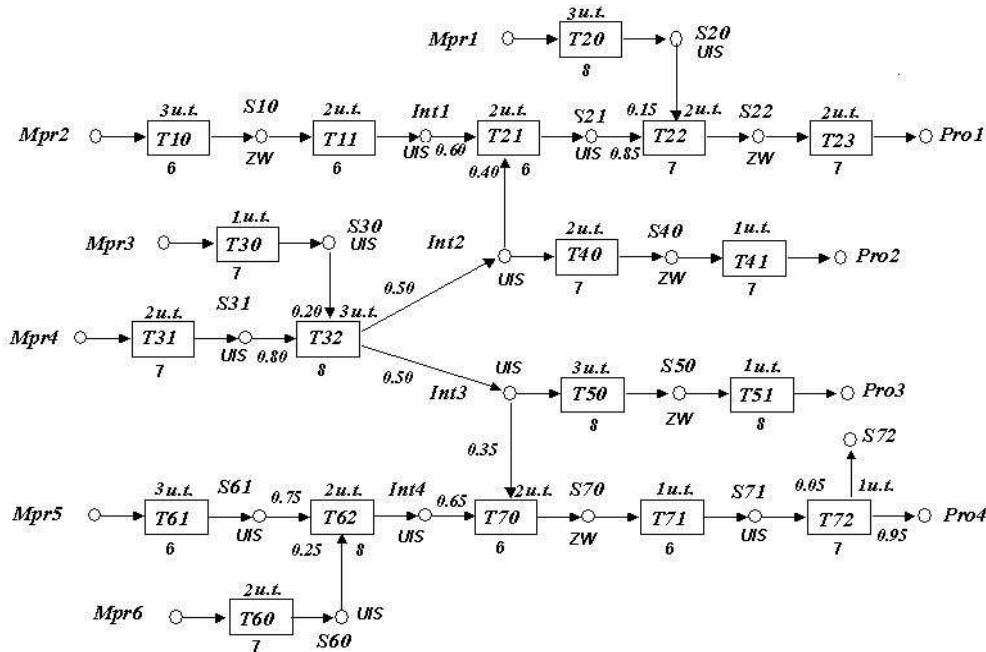 3u.t.
Mpr1 T20 S20
UIS
8
3u.t. S10 2u.t. Int1 2u.t. S21 0.15 2u.t. S22 2u.t.
Mpr2 T10 T11 T21 T22 T23 Pro1
6 ZW 6 UIS 0.60 6 UIS 0.85 7 ZW 7
0.40
1u.t. S30
UIS
Mpr3 T30 Int2 2u.t. S40 1u.t.
7 UIS T40 T41 Pro2
0.50 7 ZW 7
2u.t. S31 0.20 3u.t.
Mpr4 T31 T32
7 UIS 0.80 8
0.50 UIS 3u.t. S50 1u.t.
Int3 T50 T51 Pro3
8 ZW 8
0.35 S72
3u.t. S61 0.75 2u.t. Int4 0.65 2u.t. S70 1u.t. S71 0.05 1u.t.
Mpr5 T61 T62 T70 T71 T72 Pro4
6 UIS 0.25 8 UIS 6 ZW 6 UIS 7 0.95
2u.t.
Mpr6 T60 UIS
7 S60